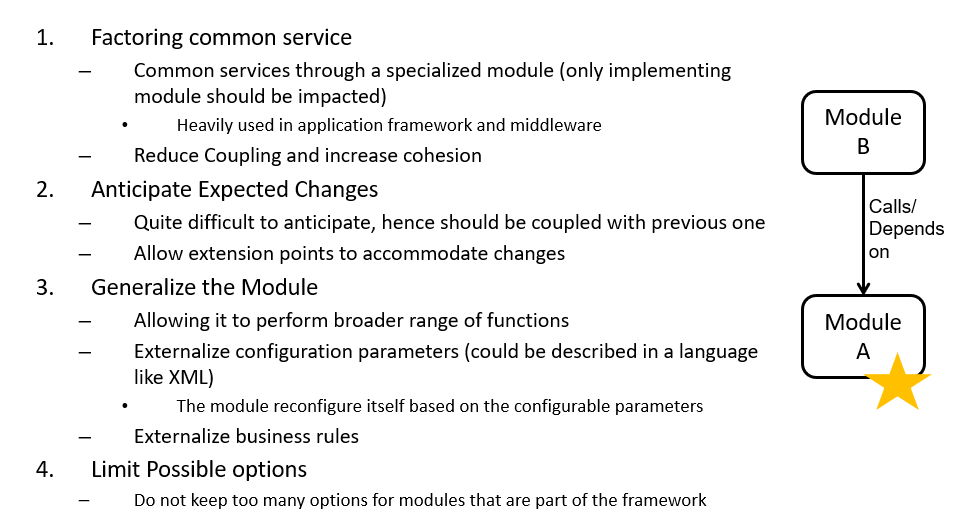 1. Factoring common service
– Common services through a specialized module (only implementing
module should be impacted)
• Heavily used in application framework and middleware
– Reduce Coupling and increase cohesion
2. Anticipate Expected Changes
– Quite difficult to anticipate, hence should be coupled with previous one
– Allow extension points to accommodate changes
3. Generalize the Module
– Allowing it to perform broader range of functions
– Externalize configuration parameters (could be described in a language
like XML)
• The module reconfigure itself based on the configurable parameters
– Externalize business rules
4. Limit Possible options
– Do not keep too many options for modules that are part of the framework
Module
B
Calls/
Depends
on
Module
A